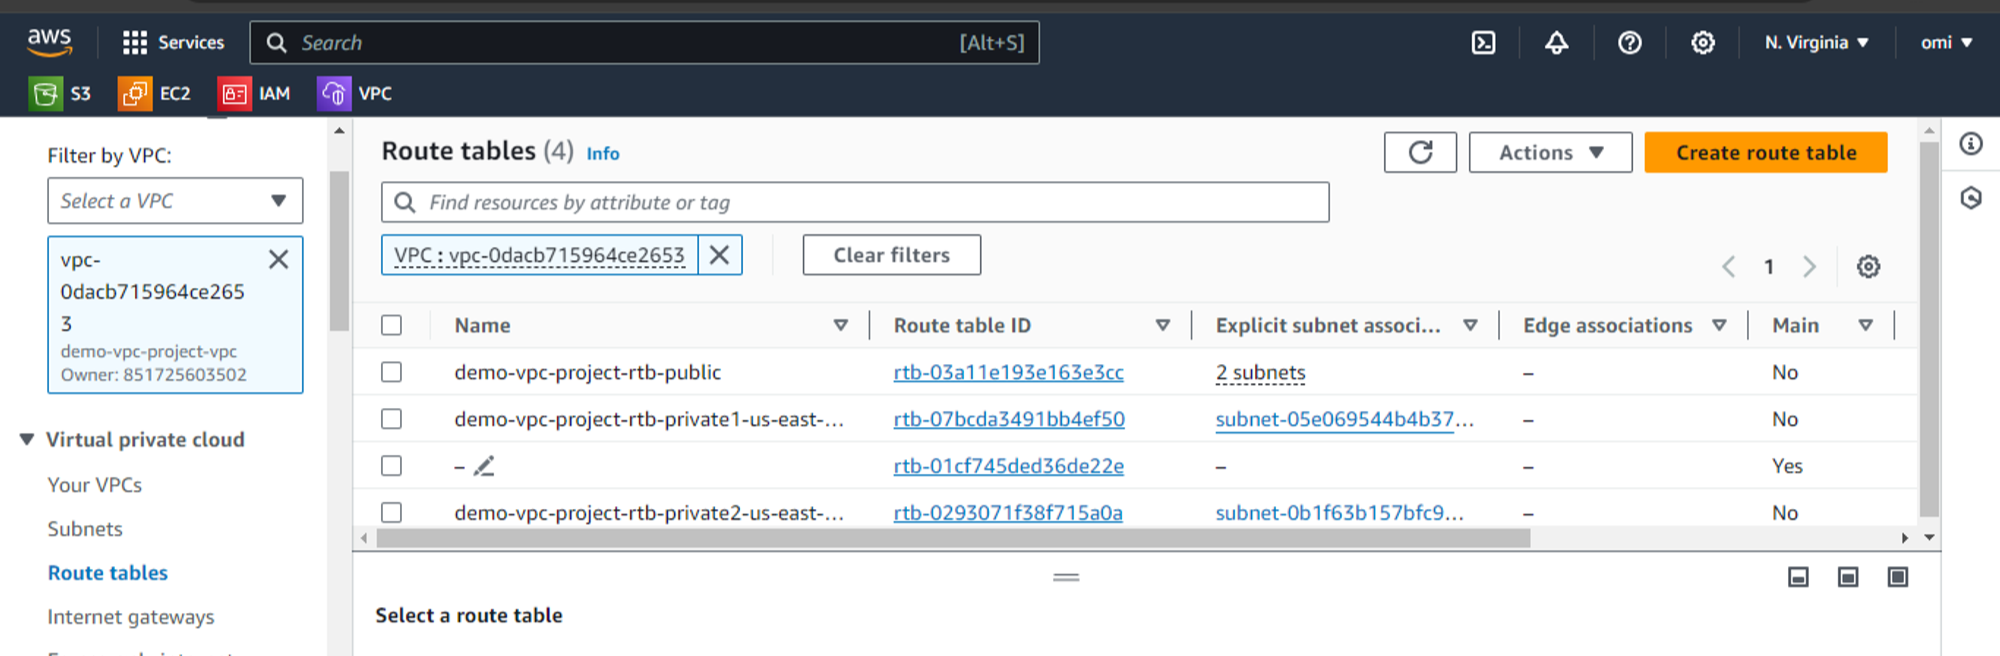 aws Services Search [Alt+S] N. Virginia omi
S3 EC2 IAM VPC
Filter by VPC:
Select a VPC
vpc-
0dacb715964ce265
3
demo-vpc-project-vpc
Owner: 851725603502
Virtual private cloud
Your VPCs
Subnets
Route tables
Internet gateways
Route tables (4) Info
Actions
Create route table
Find resources by attribute or tag
VPC : vpc-0dacb715964ce2653
Clear filters
1
Name Route table ID Explicit subnet associ... Edge associations Main
demo-vpc-project-rtb-public rtb-03a11e193e163e3cc 2 subnets – No
demo-vpc-project-rtb-private1-us-east-... rtb-07bcda3491bb4ef50 subnet-05e069544b4b37... – No
– rtb-01cf745ded36de22e – – Yes
demo-vpc-project-rtb-private2-us-east-... rtb-0293071f38f715a0a subnet-0b1f63b157bfc9... – No
Select a route table